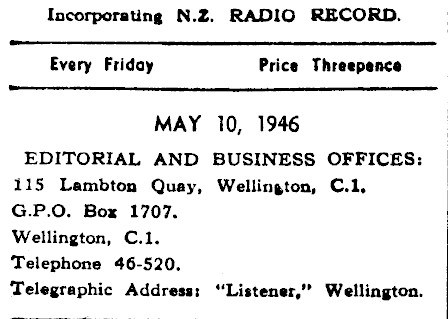 Incorporating N.Z. RADIO RECORD.
Every Friday Price Threepence
MAY 10, 1946
EDITORIAL AND BUSINESS OFFICES:
115 Lambton Quay, Wellington, C.1.
G.P.O. Box 1707.
Wellington, C.1.
Telephone 46-520.
Telegraphic Address: "Listener," Wellington.